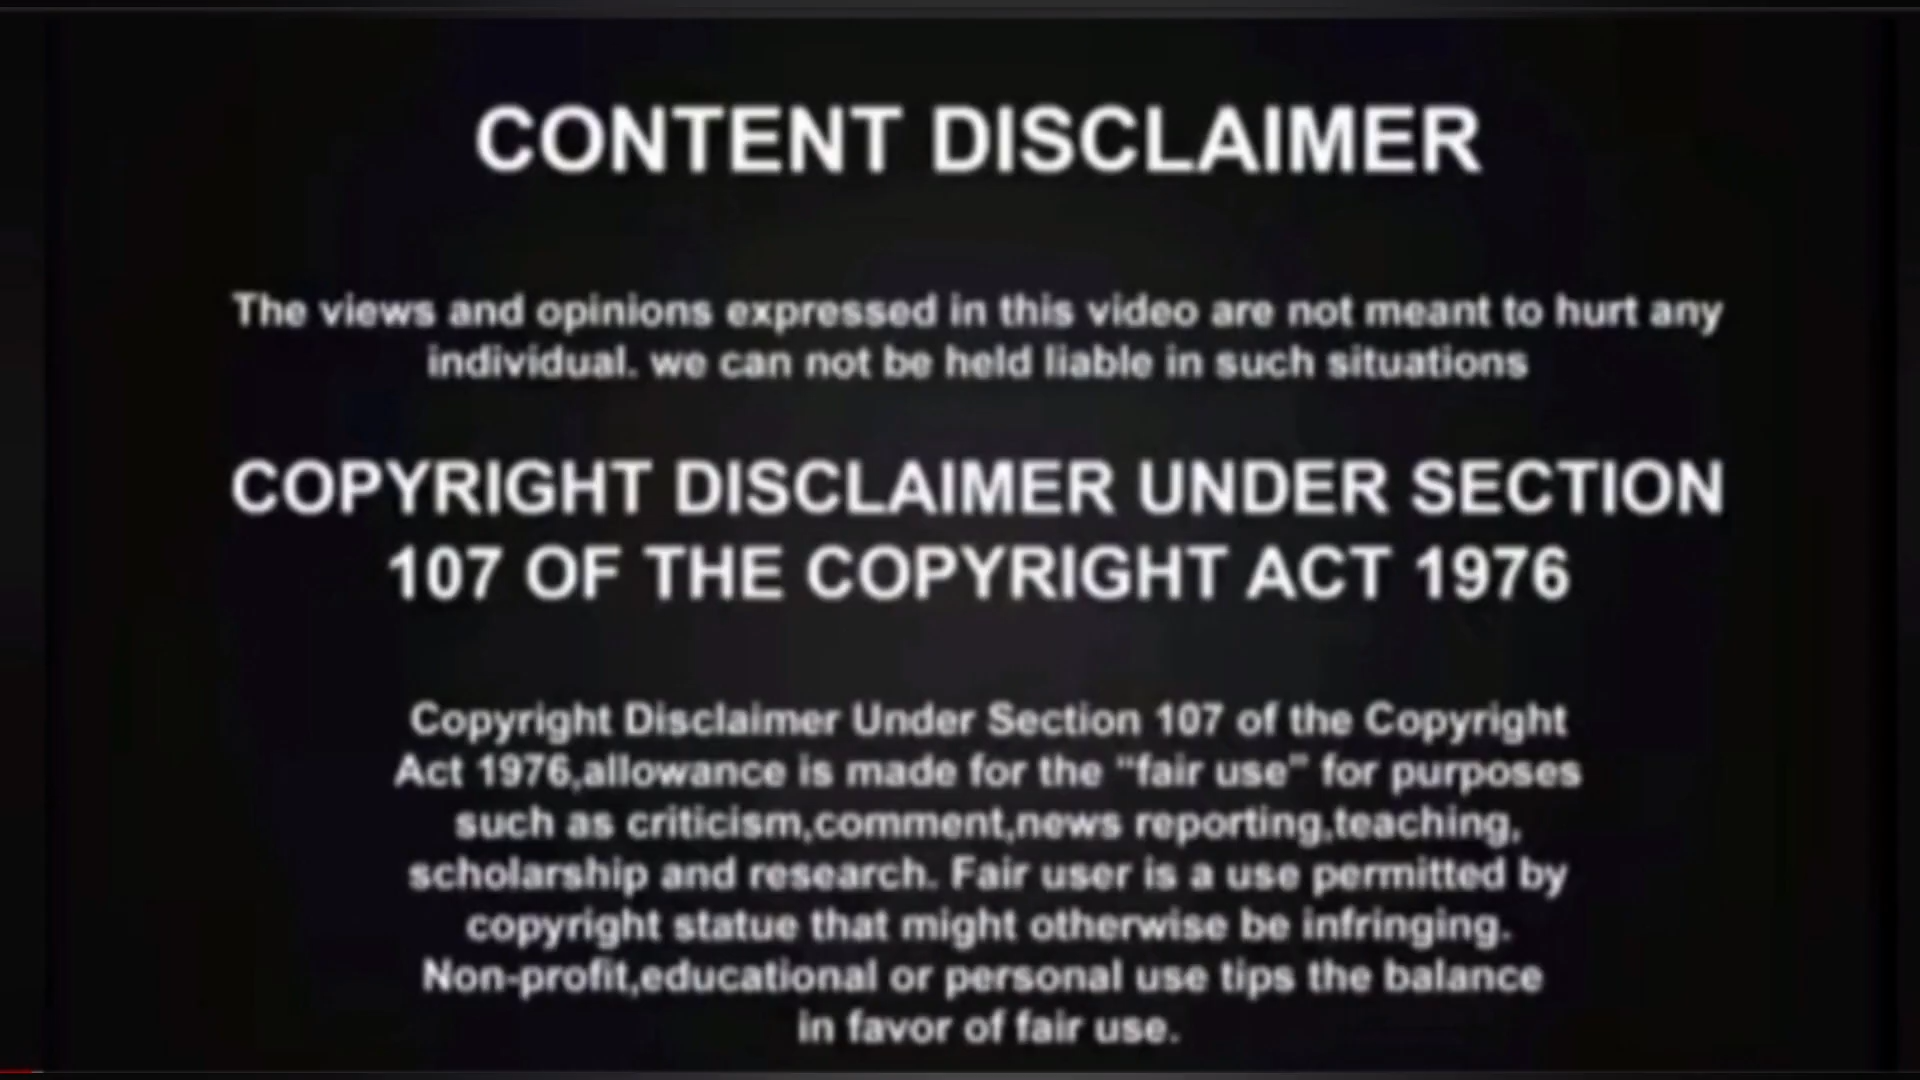 CONTENT DISCLAIMER
The views and opinions expressed in this video are not meant to hurt any
individual. we can not be held liable in such situations
COPYRIGHT DISCLAIMER UNDER SECTION
107 OF THE COPYRIGHT ACT 1976
Copyright Disclaimer Under Section 107 of the Copyright
Act 1976,allowance is made for the "fair use" for purposes
such as criticism,comment,news reporting,teaching,
scholarship and research. Fair user is a use permitted by
copyright statue that might otherwise be infringing.
Non-profit,educational or personal use tips the balance
in favor of fair use.